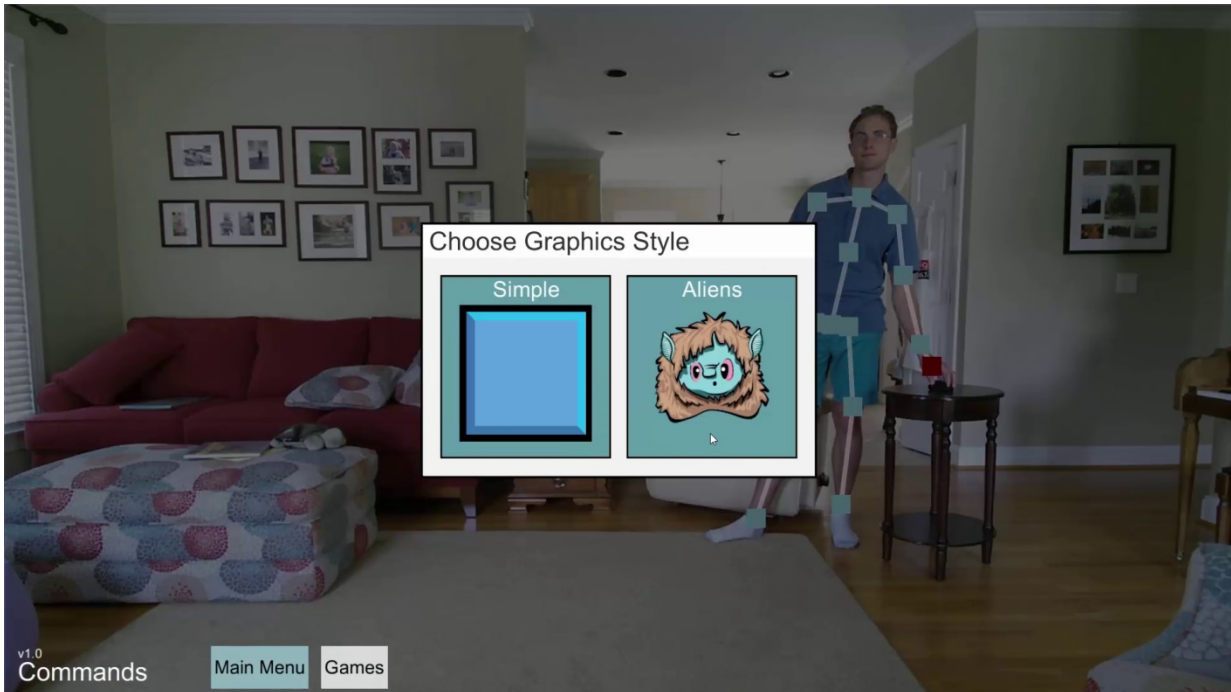 Choose Graphics Style
Simple
Aliens
v1.0
Commands
Main Menu
Games